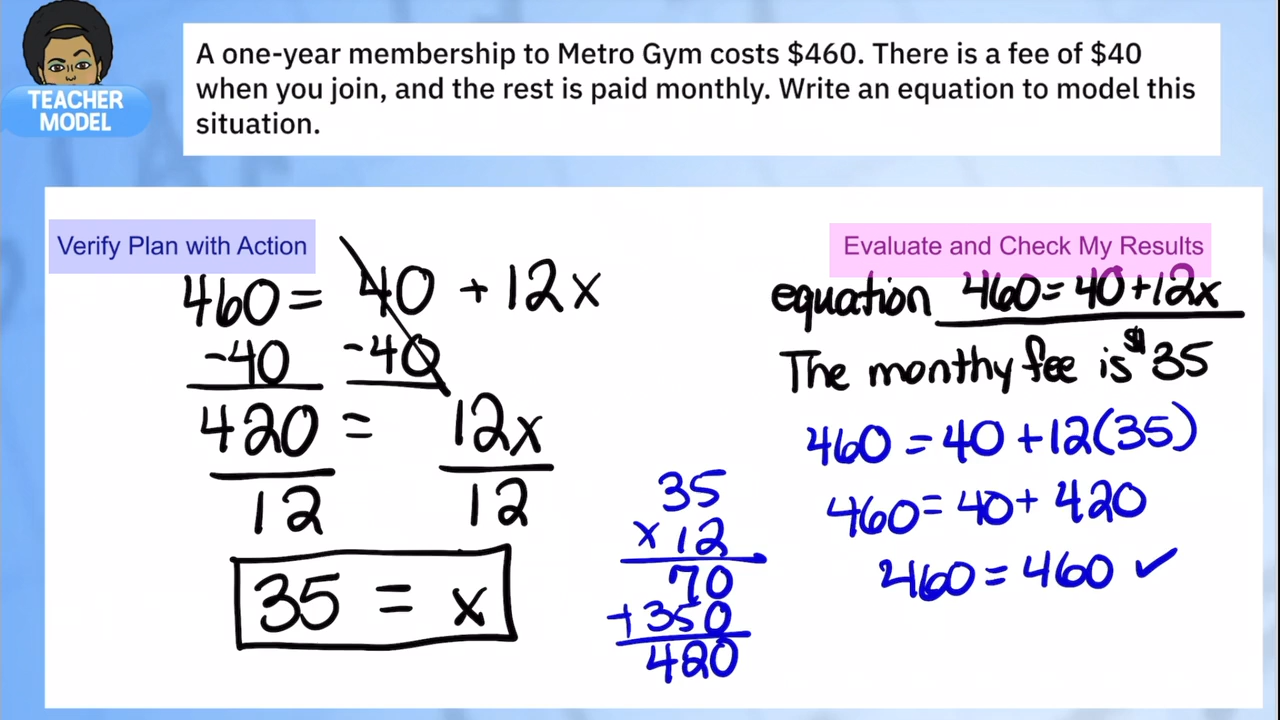 TEACHER
MODEL
A one-year membership to Metro Gym costs $460. There is a fee of $40
when you join, and the rest is paid monthly. Write an equation to model this
situation.
Verify Plan with Action
460 = 40 + 12x
-40 -40
420 = 12x
12 12
35 = x
35
x 12
70
+350
420
Evaluate and Check My Results
equation 460=40+12x
The monthy fee is $35
460 = 40 + 12(35)
460 = 40 + 420
460 = 460 ✓